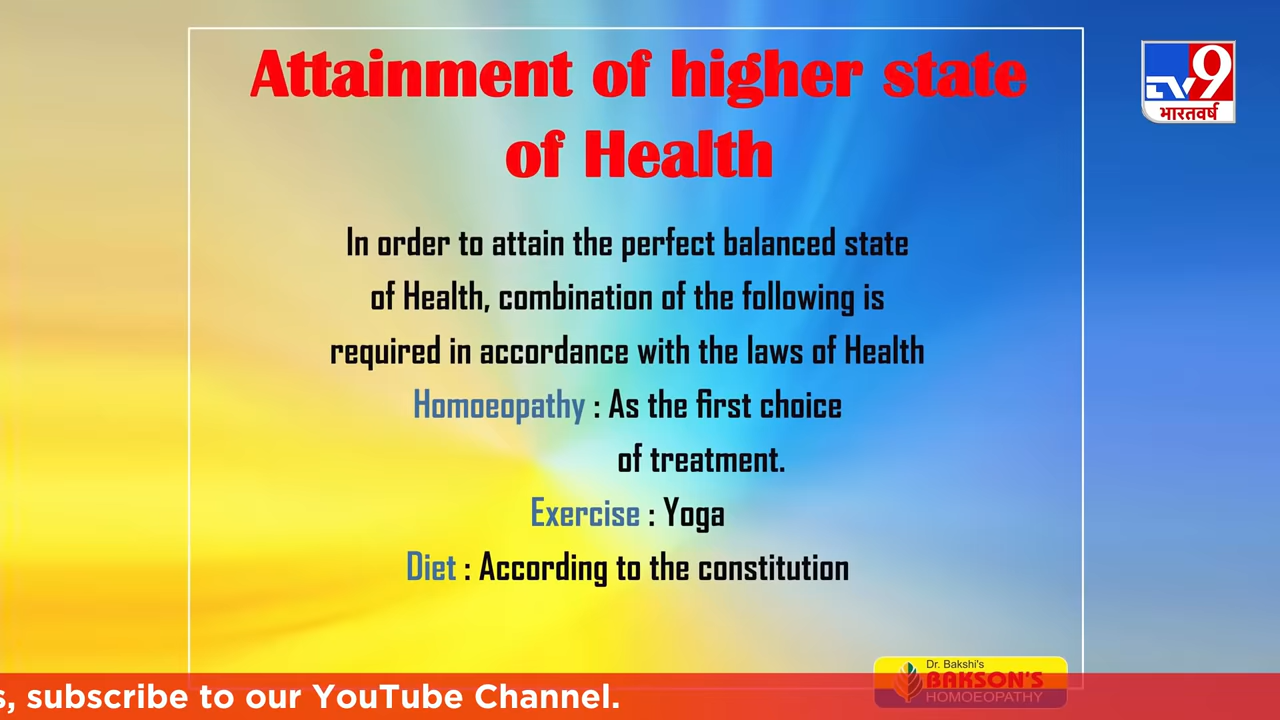 Attainment of higher state
of Health
TV9
भारतवर्ष
In order to attain the perfect balanced state
of Health, combination of the following is
required in accordance with the laws of Health
Homoeopathy : As the first choice
of treatment.
Exercise : Yoga
Diet : According to the constitution
Dr. Bakshi's
BAKSON'S
HOMOEOPATHY
s, subscribe to our YouTube Channel.